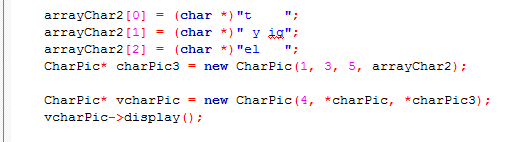 arrayChar2[0] = (char *)"t    ";
arrayChar2[1] = (char *)" y ig";
arrayChar2[2] = (char *)"el   ";
CharPic* charPic3 = new CharPic(1, 3, 5, arrayChar2);
CharPic* vcharPic = new CharPic(4, *charPic, *charPic3);
vcharPic->display();